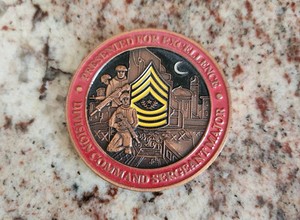 PRESENTED FOR EXCELLENCE
DIVISION COMMAND SERGEANT MAJOR